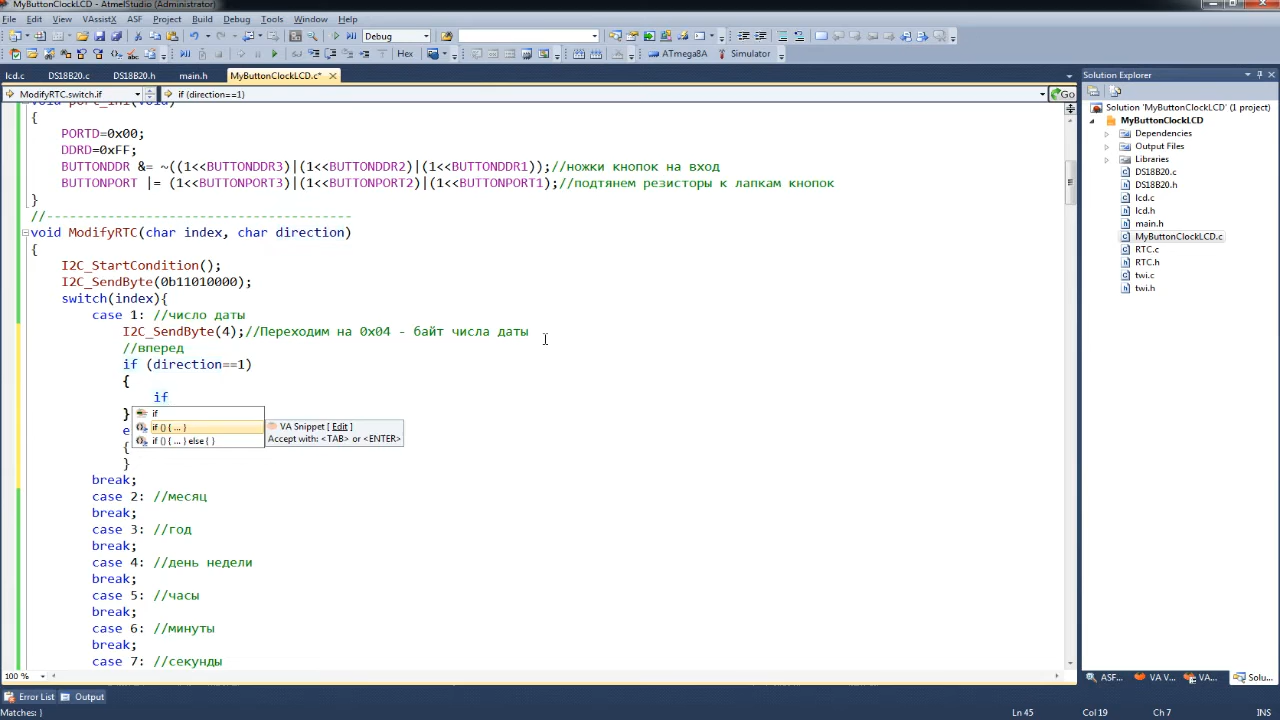 MyButtonClockLCD - AtmelStudio (Administrator)
File Edit View VAssistX ASF Project Build Debug Tools Window Help
Debug
Hex ATmega8A Simulator
lcd.c DS18B20.c DS18B20.h main.h MyButtonClockLCD.c*
ModifyRTC.switch.if if (direction==1) Go
void port_ini(void)
{
PORTD=0x00;
DDRD=0xFF;
BUTTONDDR &= ~((1<<BUTTONDDR3)|(1<<BUTTONDDR2)|(1<<BUTTONDDR1));//ножки кнопок на вход
BUTTONPORT |= (1<<BUTTONPORT3)|(1<<BUTTONPORT2)|(1<<BUTTONPORT1);//подтянем резисторы к лапкам кнопок
}
//----------------------------------------
void ModifyRTC(char index, char direction)
{
I2C_StartCondition();
I2C_SendByte(0b11010000);
switch(index){
case 1: //число даты
I2C_SendByte(4);//Переходим на 0x04 - байт числа даты
//вперед
if (direction==1)
{
if
}
e
{
}
break;
case 2: //месяц
break;
case 3: //год
break;
case 4: //день недели
break;
case 5: //часы
break;
case 6: //минуты
break;
case 7: //секунды
if
if () { ... }
if () { ... } else { }
VA Snippet [ Edit ]
Accept with: <TAB> or <ENTER>
Solution Explorer
Solution 'MyButtonClockLCD' (1 project)
MyButtonClockLCD
Dependencies
Output Files
Libraries
DS18B20.c
DS18B20.h
lcd.c
lcd.h
main.h
MyButtonClockLCD.c
RTC.c
RTC.h
twi.c
twi.h
100 %
ASF... VA V... VA... Solu...
Error List Output
Matches: } Ln 45 Col 19 Ch 7 INS